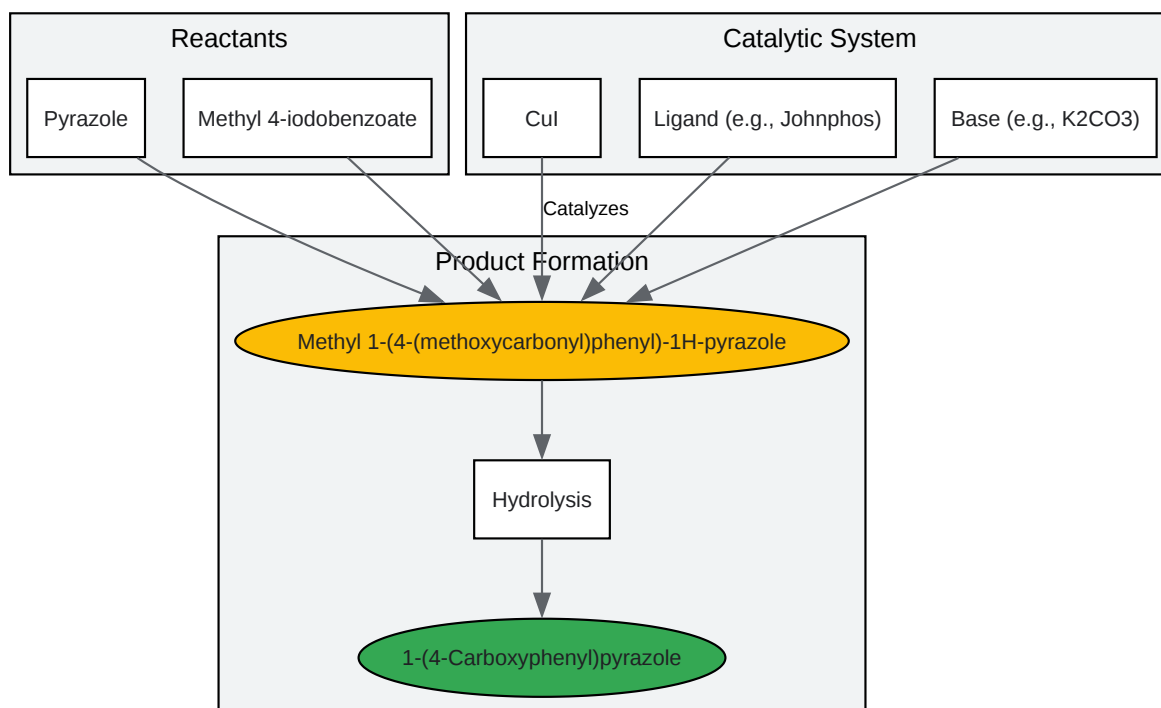 Reactants
Catalytic System
Pyrazole
Methyl 4-iodobenzoate
CuI
Ligand (e.g., Johnphos)
Base (e.g., K2CO3)
Catalyzes
Product Formation
Methyl 1-(4-(methoxycarbonyl)phenyl)-1H-pyrazole
Hydrolysis
1-(4-Carboxyphenyl)pyrazole